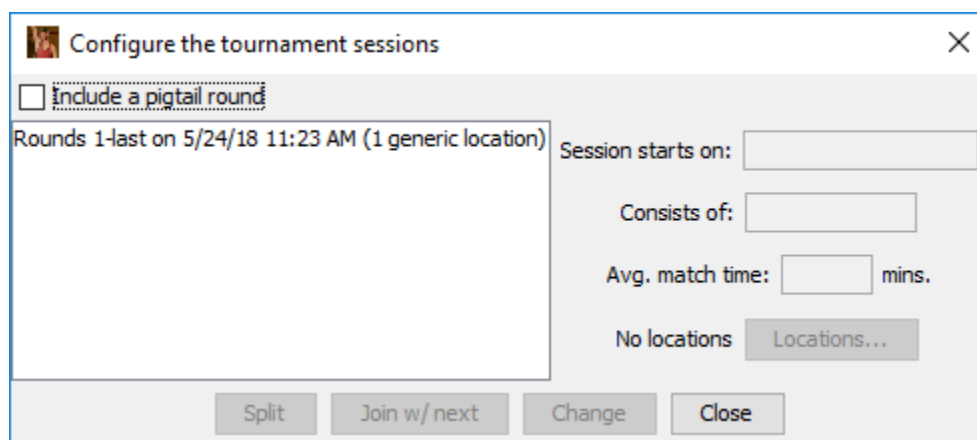 Configure the tournament sessions
Include a pigtail round
Rounds 1-last on 5/24/18 11:23 AM (1 generic location)
Session starts on:
Consists of:
Avg. match time: mins.
No locations Locations...
Split Join w/ next Change Close